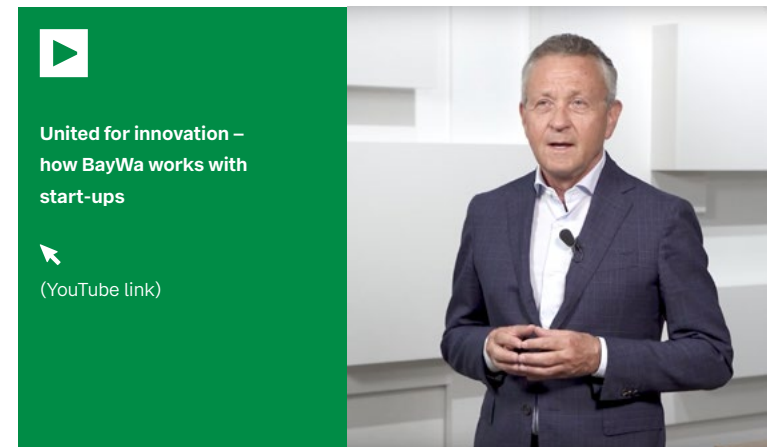 United for innovation –
how BayWa works with
start-ups
(YouTube link)